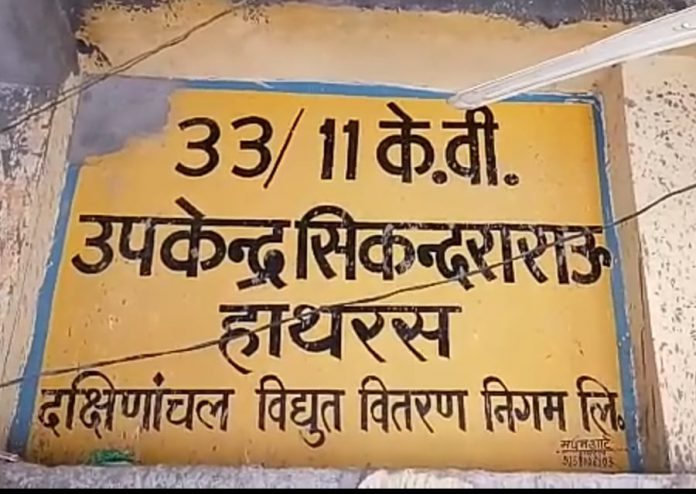 33/11 के.वी.
उपकेन्द्र सिकन्दराराऊ
हाथरस
दक्षिणांचल विद्युत वितरण निगम लि.